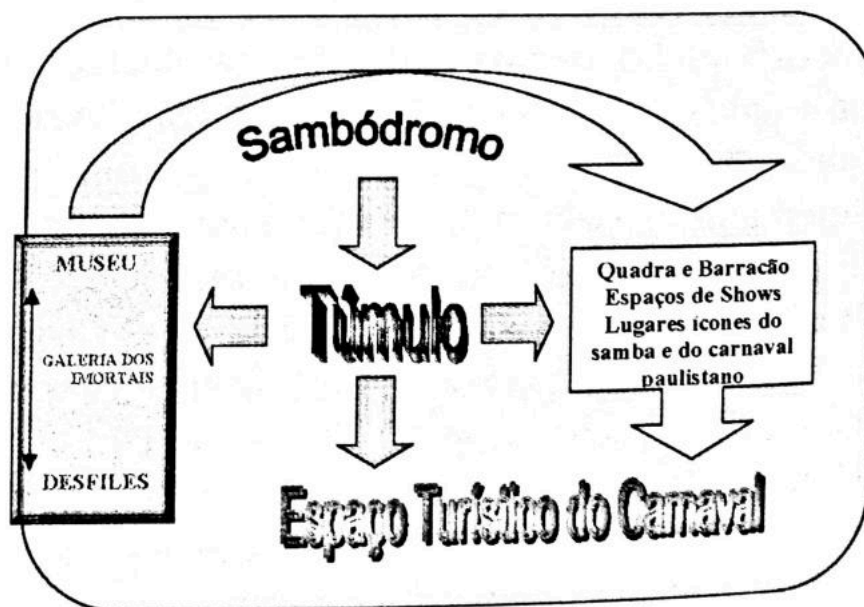 Sambódromo
MUSEU
GALERIA DOS
IMORTAIS
DESFILES
Túmulo
Quadra e Barracão
Espaços de Shows
Lugares ícones do
samba e do carnaval
paulistano
Espaço Turístico do Carnaval